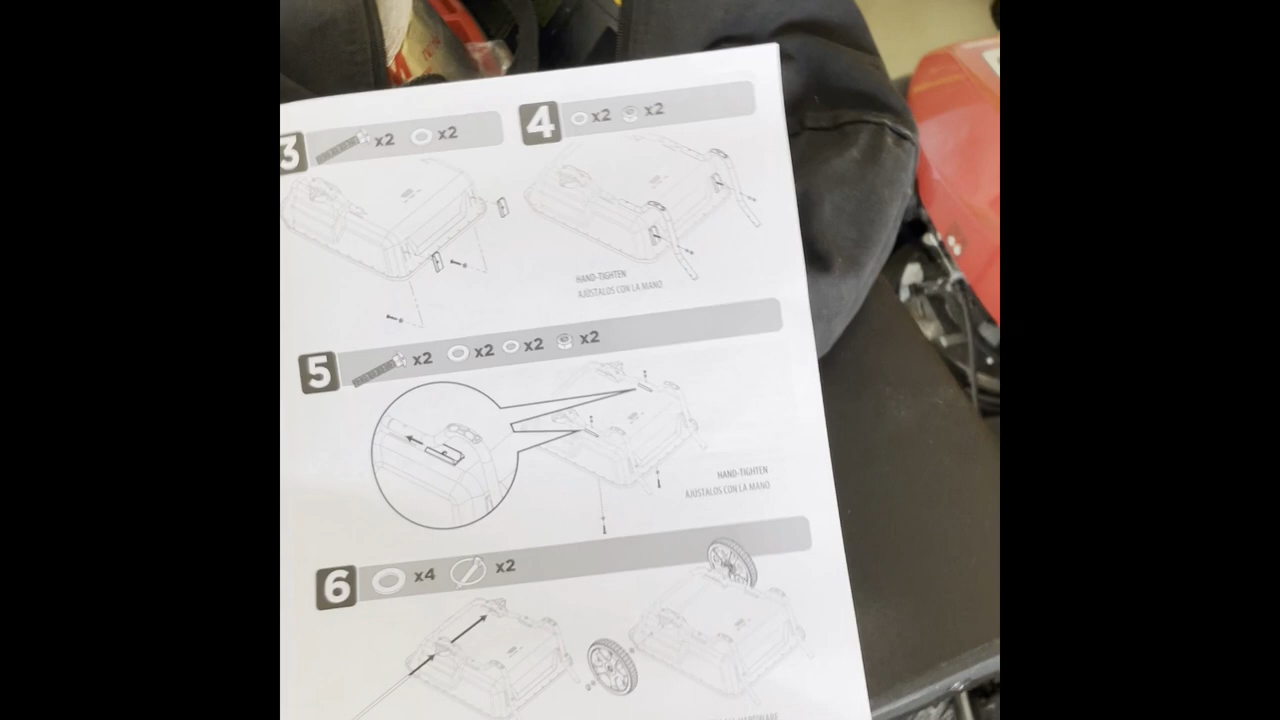 3 x2 x2
4 x2 x2
HAND-TIGHTEN
AJÚSTALOS CON LA MANO
5 x2 x2 x2 x2
HAND-TIGHTEN
AJÚSTALOS CON LA MANO
6 x4 x2
HARDWARE